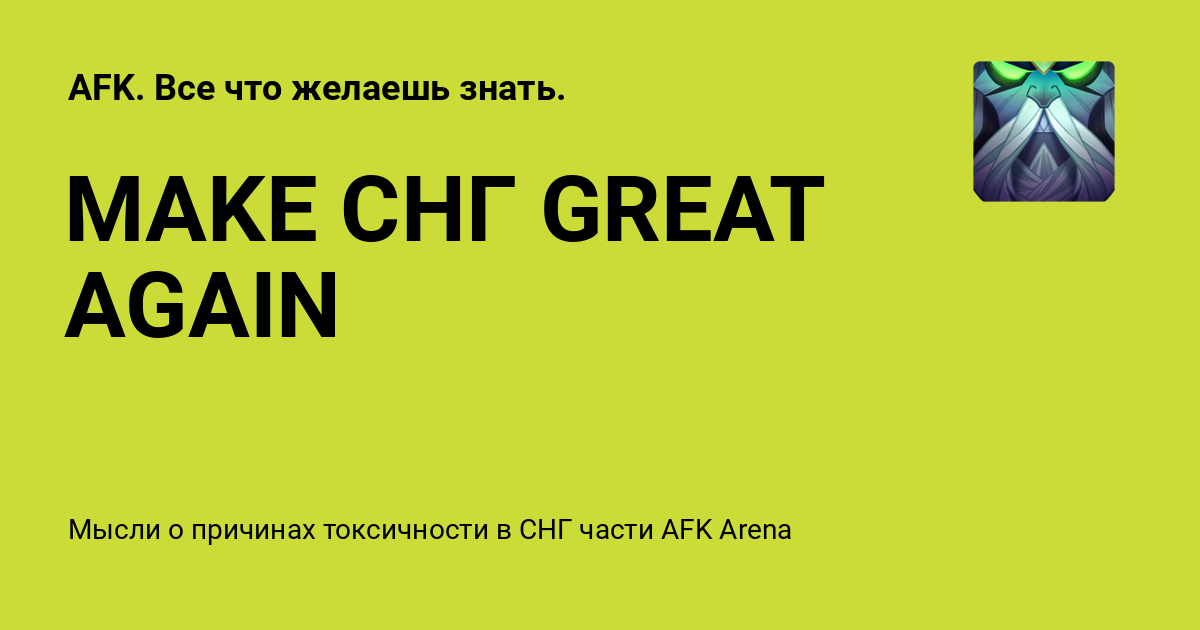 AFK. Все что желаешь знать.
MAKE СНГ GREAT
AGAIN
Мысли о причинах токсичности в СНГ части AFK Arena